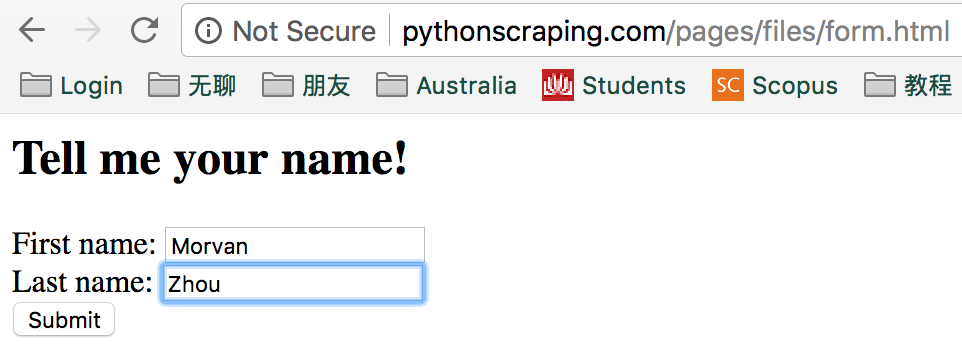 Not Secure pythonscraping.com/pages/files/form.html
Login 无聊 朋友 Australia Students SC Scopus 教程
Tell me your name!
First name: Morvan
Last name: Zhou
Submit